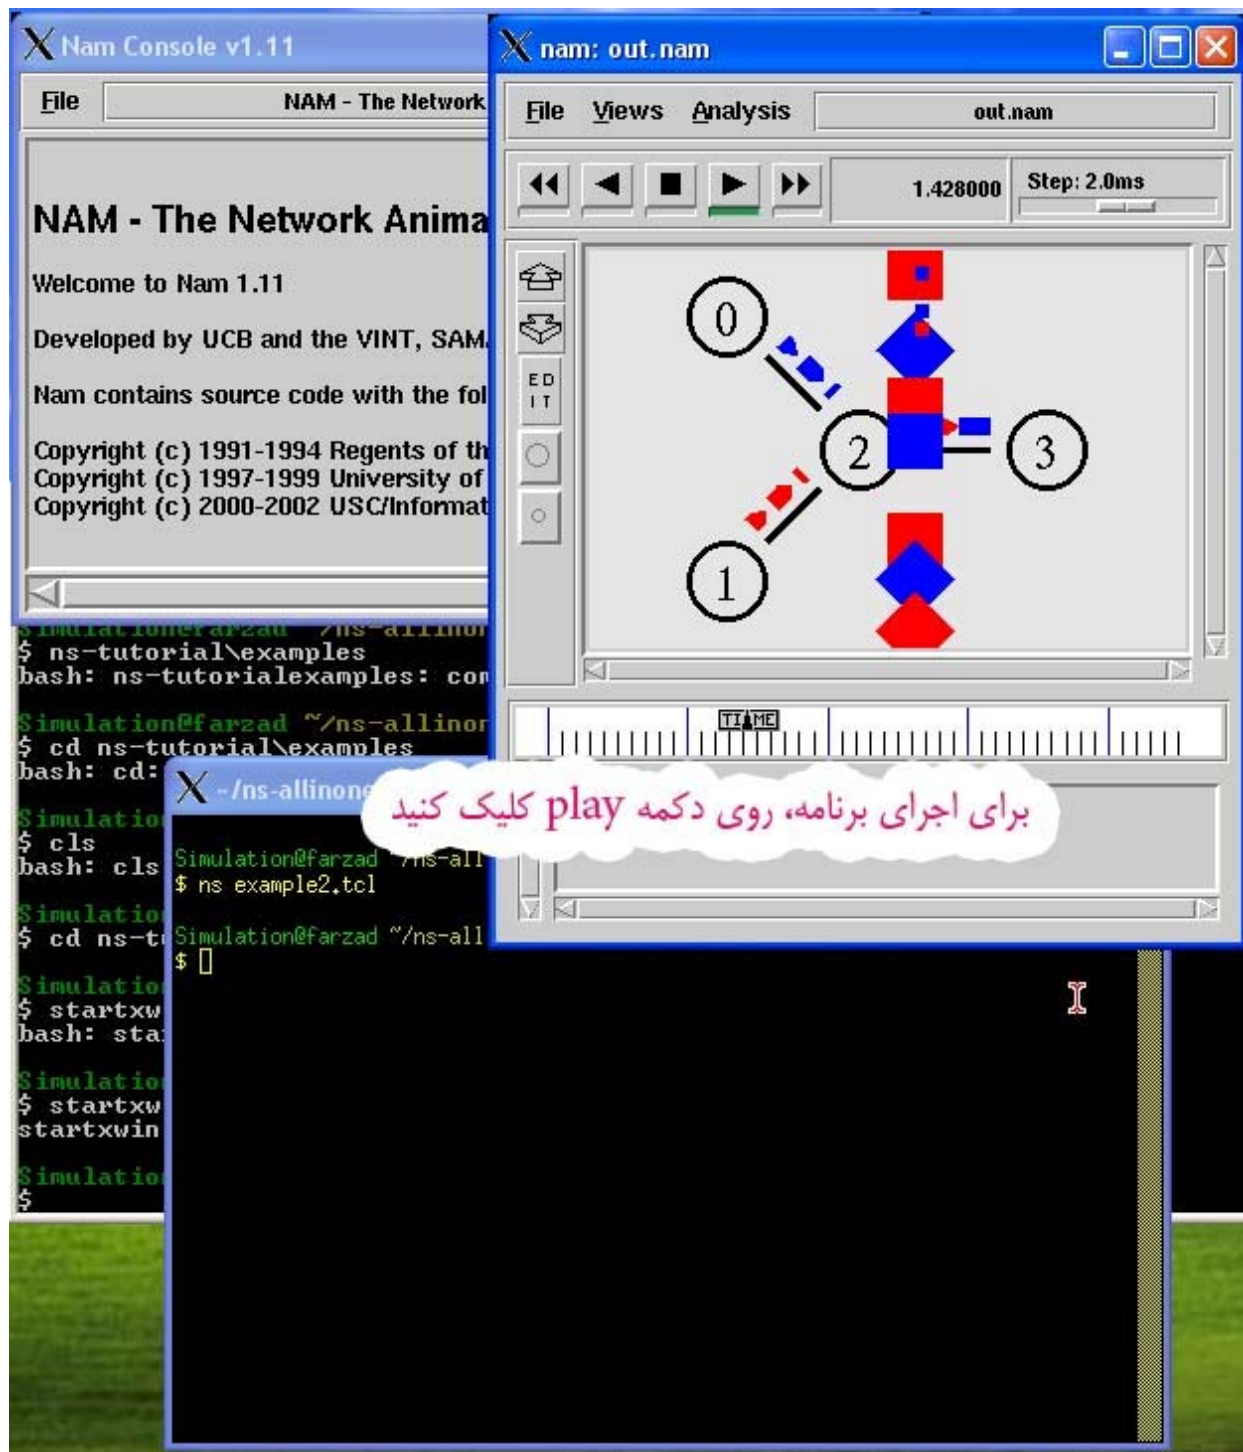 Nam Console v1.11
File
NAM - The Network
NAM - The Network Anima
Welcome to Nam 1.11
Developed by UCB and the VINT, SAM
Nam contains source code with the fol
Copyright (c) 1991-1994 Regents of th
Copyright (c) 1997-1999 University of
Copyright (c) 2000-2002 USC/Informat
nam: out.nam
File Views Analysis
out.nam
1.428000
Step: 2.0ms
ED
IT
0
2
3
1
TIME
برای اجرای برنامه، روی دکمه play کلیک کنید
Simulation@farzad ~/ns-allinon
$ ns-tutorial\examples
bash: ns-tutorialexamples: com
Simulation@farzad ~/ns-allinon
$ cd ns-tutorial\examples
bash: cd:
Simulatio
$ cls
bash: cls
Simulatio
$ cd ns-t
Simulatio
$ startxw
bash: sta
Simulatio
$ startxw
startxwin
Simulatio
$
~/ns-allinone
Simulation@farzad ~/ns-all
$ ns example2.tcl
Simulation@farzad ~/ns-all
$